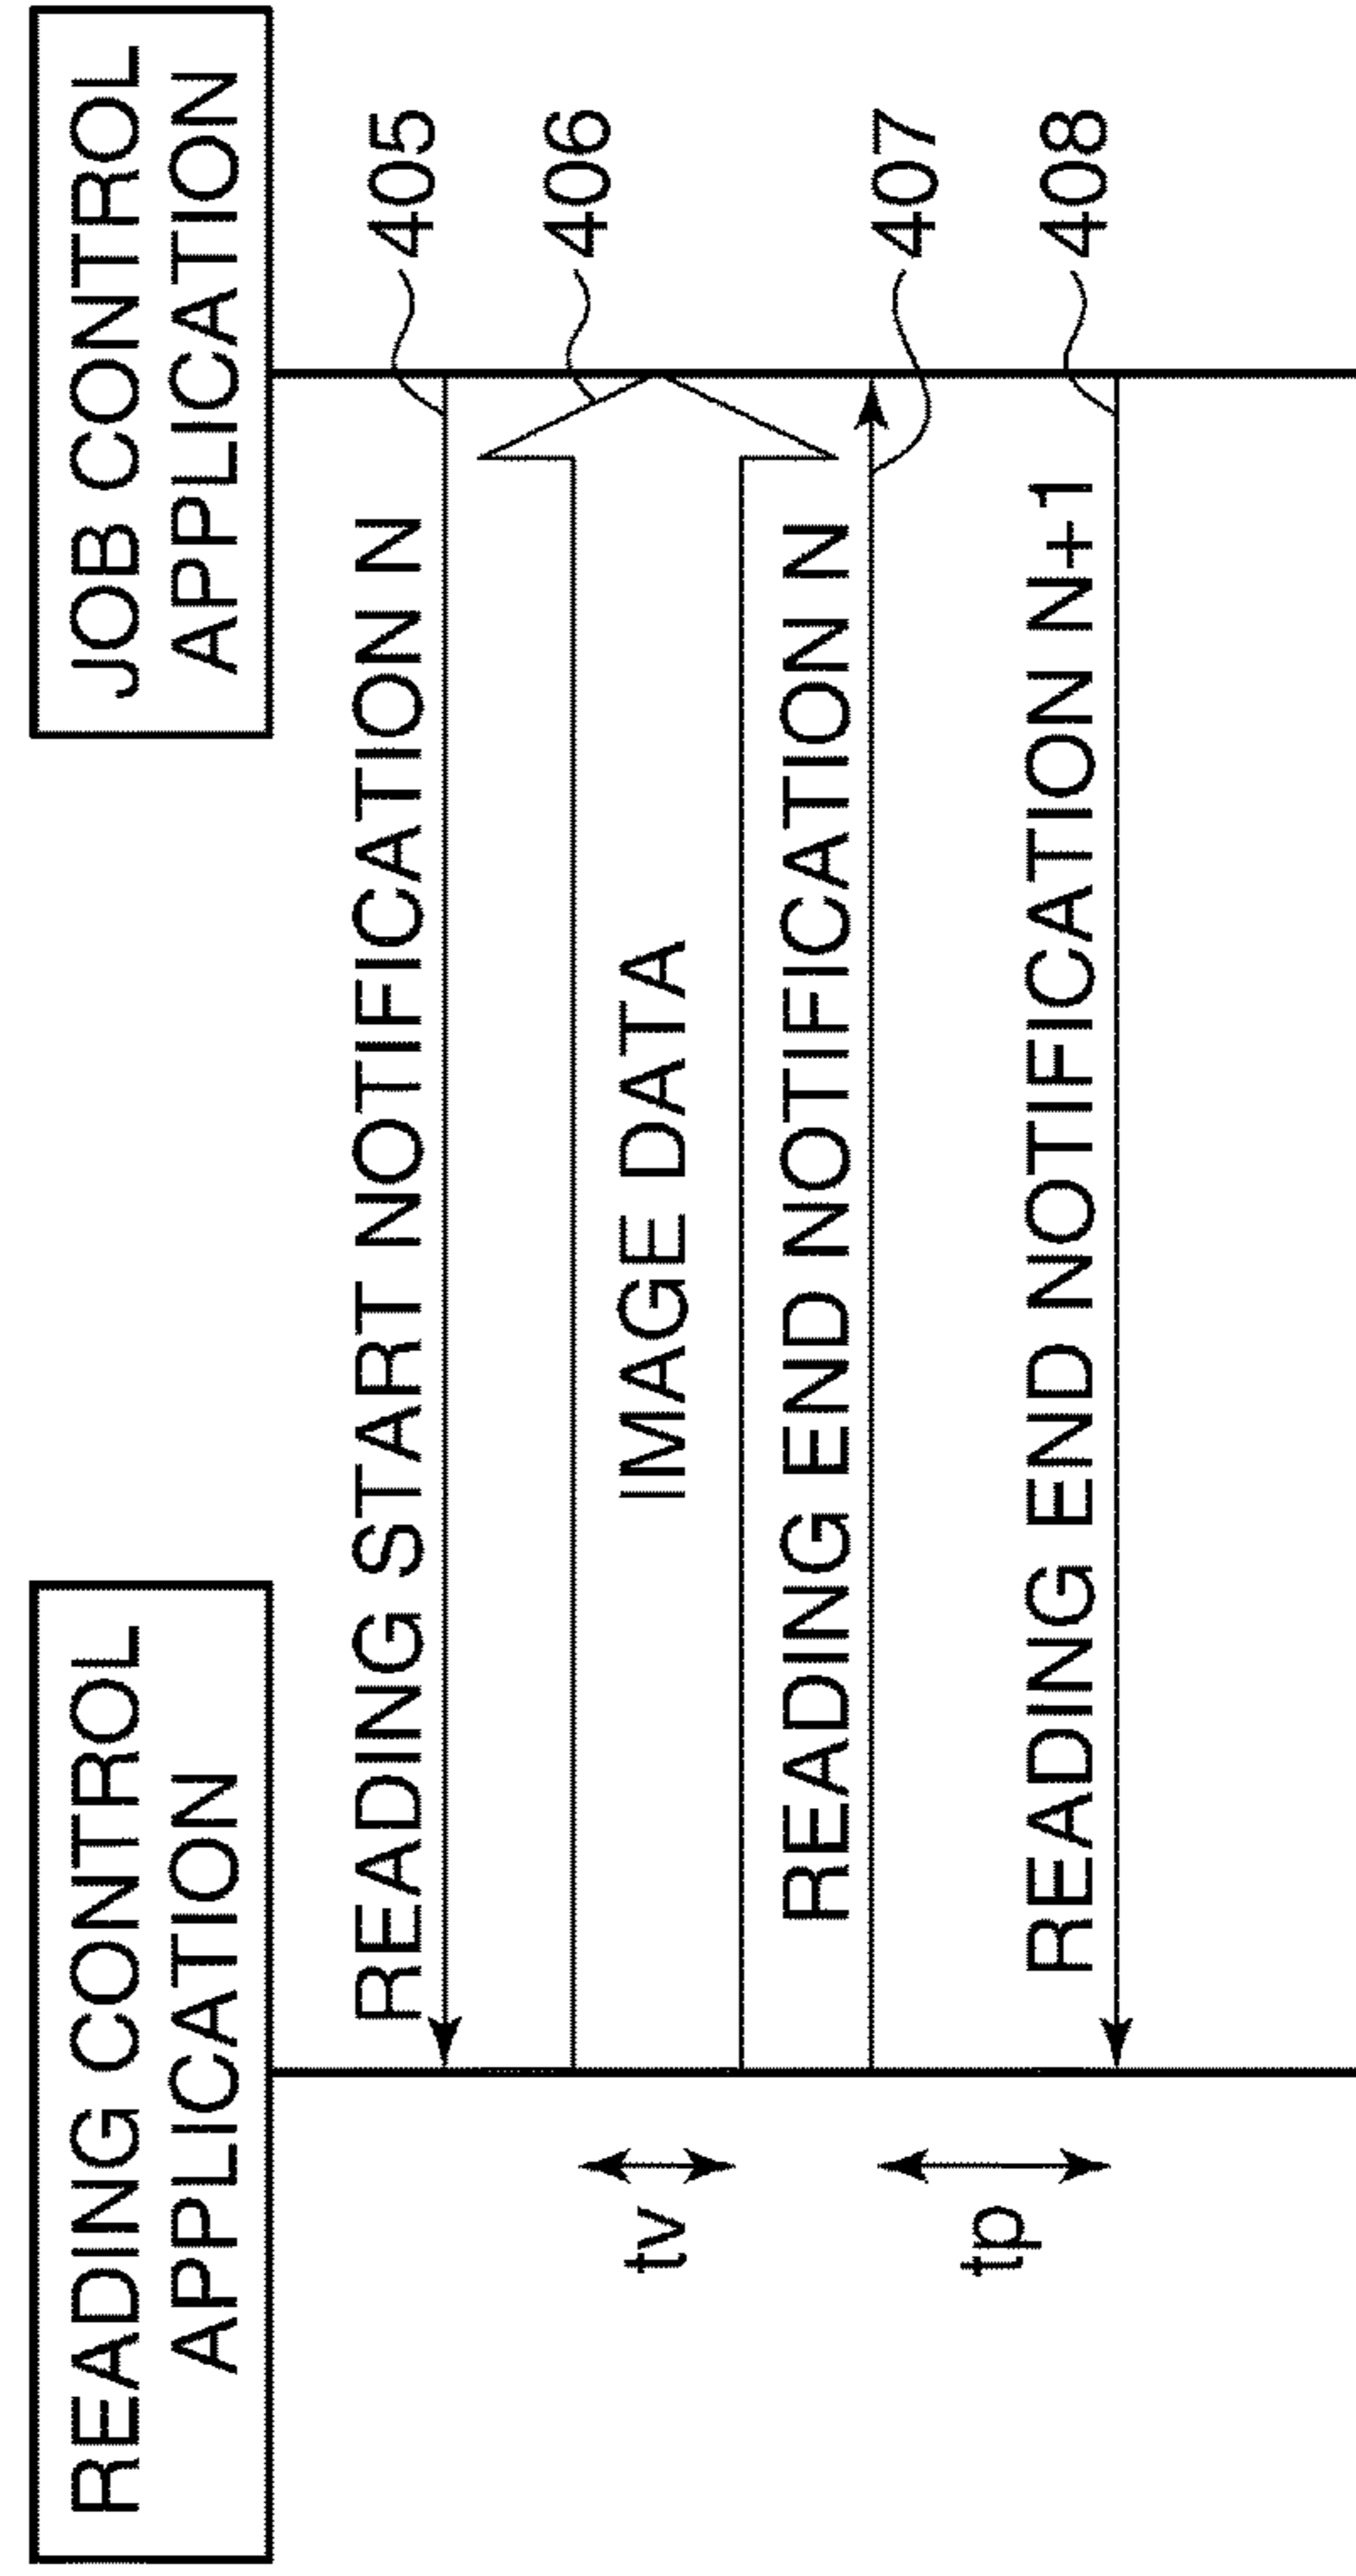 READING CONTROL
APPLICATION
JOB CONTROL
APPLICATION
READING START NOTIFICATION N
405
406
tv
IMAGE DATA
READING END NOTIFICATION N
407
tp
READING END NOTIFICATION N+1
408